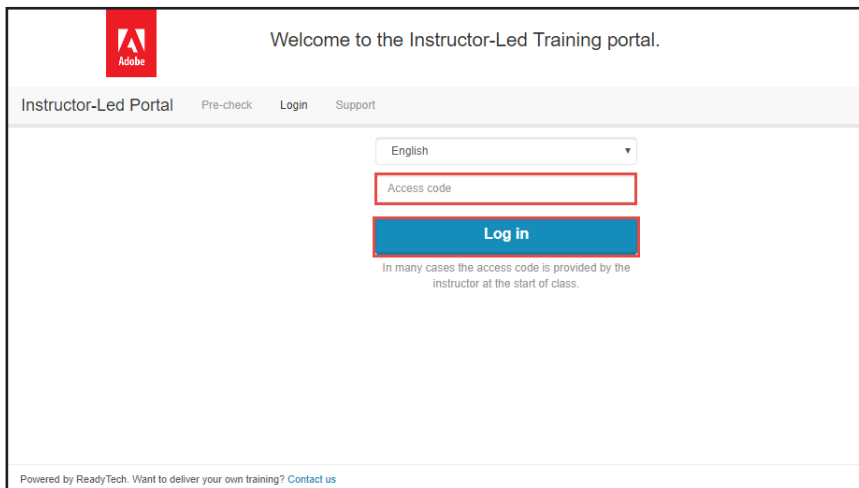 Adobe
Welcome to the Instructor-Led Training portal.
Instructor-Led Portal Pre-check Login Support
English
Access code
Log in
In many cases the access code is provided by the
instructor at the start of class.
Powered by ReadyTech. Want to deliver your own training? Contact us